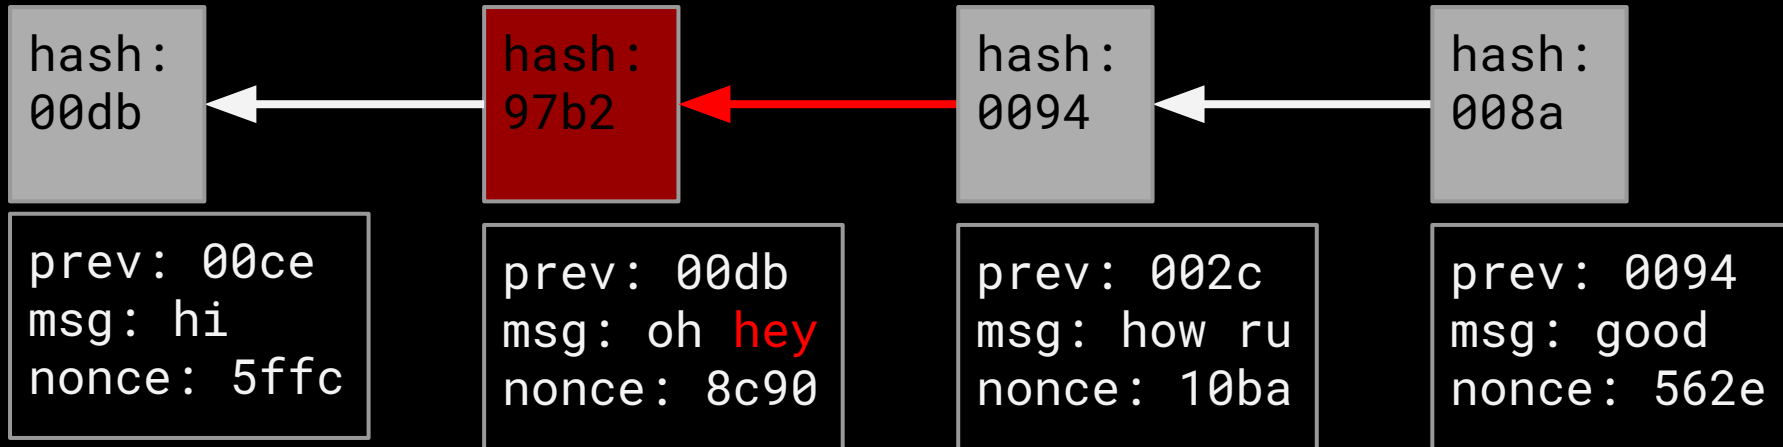 hash:
00db
hash:
97b2
hash:
0094
hash:
008a
prev: 00ce
msg: hi
nonce: 5ffc
prev: 00db
msg: oh hey
nonce: 8c90
prev: 002c
msg: how ru
nonce: 10ba
prev: 0094
msg: good
nonce: 562e